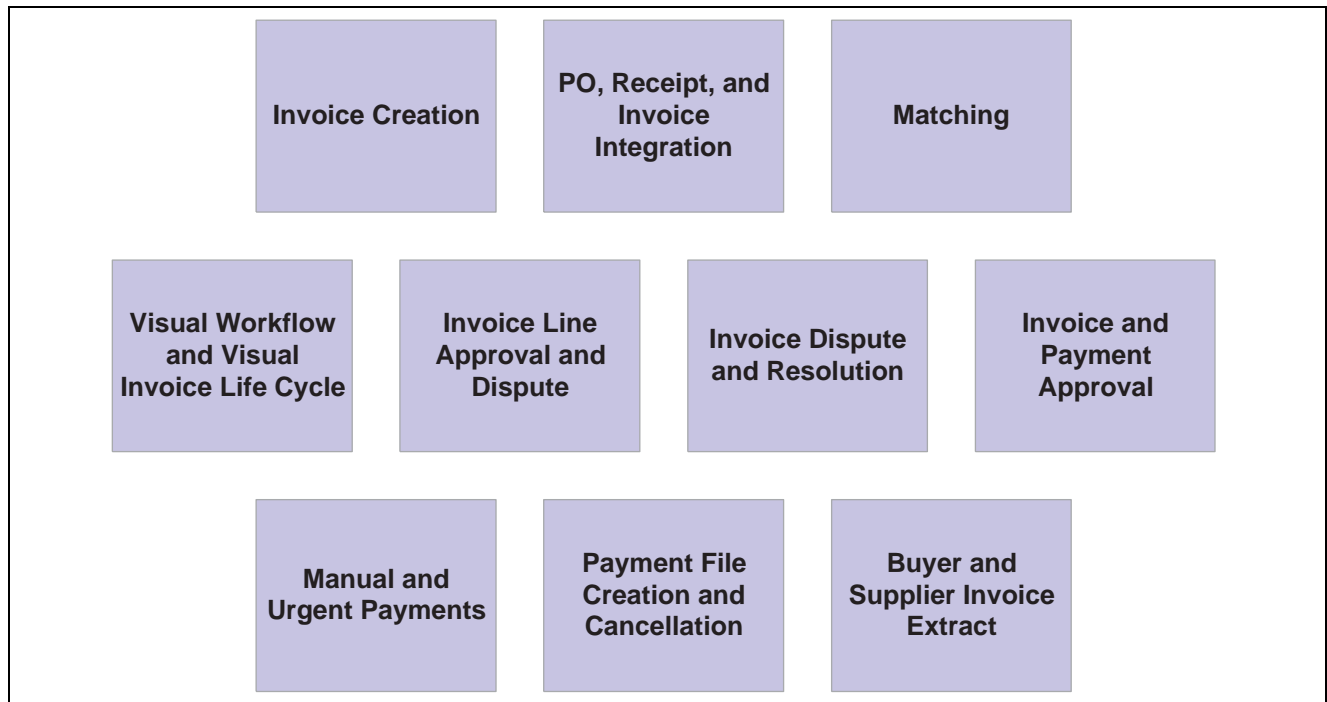 Invoice Creation
PO, Receipt, and
Invoice
Integration
Matching
Visual Workflow
and Visual
Invoice Life Cycle
Invoice Line
Approval and
Dispute
Invoice Dispute
and Resolution
Invoice and
Payment
Approval
Manual and
Urgent Payments
Payment File
Creation and
Cancellation
Buyer and
Supplier Invoice
Extract